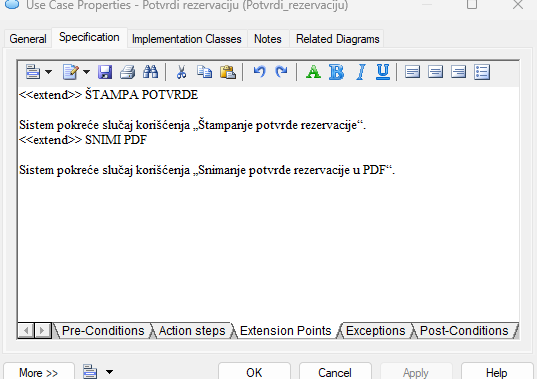 Use Case Properties - Potvrdi rezervaciju (Potvrdi_rezervaciju)
General Specification Implementation Classes Notes Related Diagrams
A B I U
<<extend>> ŠTAMPA POTVRDE
Sistem pokreće slučaj korišćenja „Štampanje potvrde rezervacije“.
<<extend>> SNIMI PDF
Sistem pokreće slučaj korišćenja „Snimanje potvrde rezervacije u PDF“.
Pre-Conditions Action steps Extension Points Exceptions Post-Conditions
More >> OK Cancel Apply Help